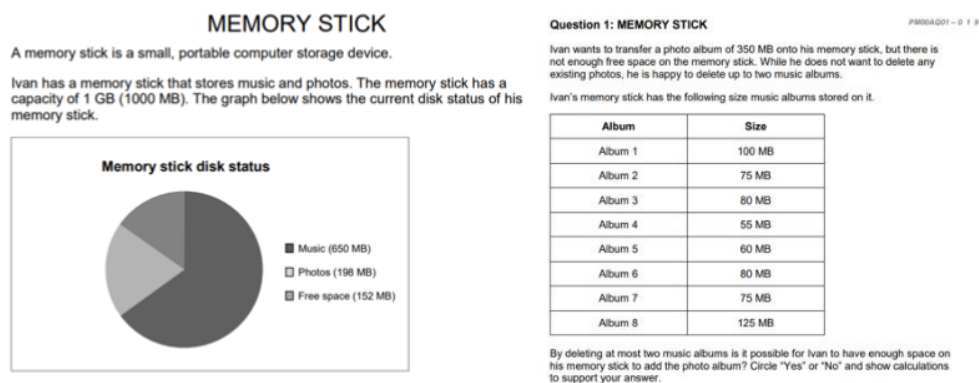 MEMORY STICK
A memory stick is a small, portable computer storage device.
Ivan has a memory stick that stores music and photos. The memory stick has a
capacity of 1 GB (1000 MB). The graph below shows the current disk status of his
memory stick.
Memory stick disk status
Music (650 MB)
Photos (198 MB)
Free space (152 MB)
Question 1: MEMORY STICK
PM00AQ01 – 0 1 9
Ivan wants to transfer a photo album of 350 MB onto his memory stick, but there is
not enough free space on the memory stick. While he does not want to delete any
existing photos, he is happy to delete up to two music albums.
Ivan's memory stick has the following size music albums stored on it.
Album Size
Album 1 100 MB
Album 2 75 MB
Album 3 80 MB
Album 4 55 MB
Album 5 60 MB
Album 6 80 MB
Album 7 75 MB
Album 8 125 MB
By deleting at most two music albums is it possible for Ivan to have enough space on
his memory stick to add the photo album? Circle "Yes" or "No" and show calculations
to support your answer.